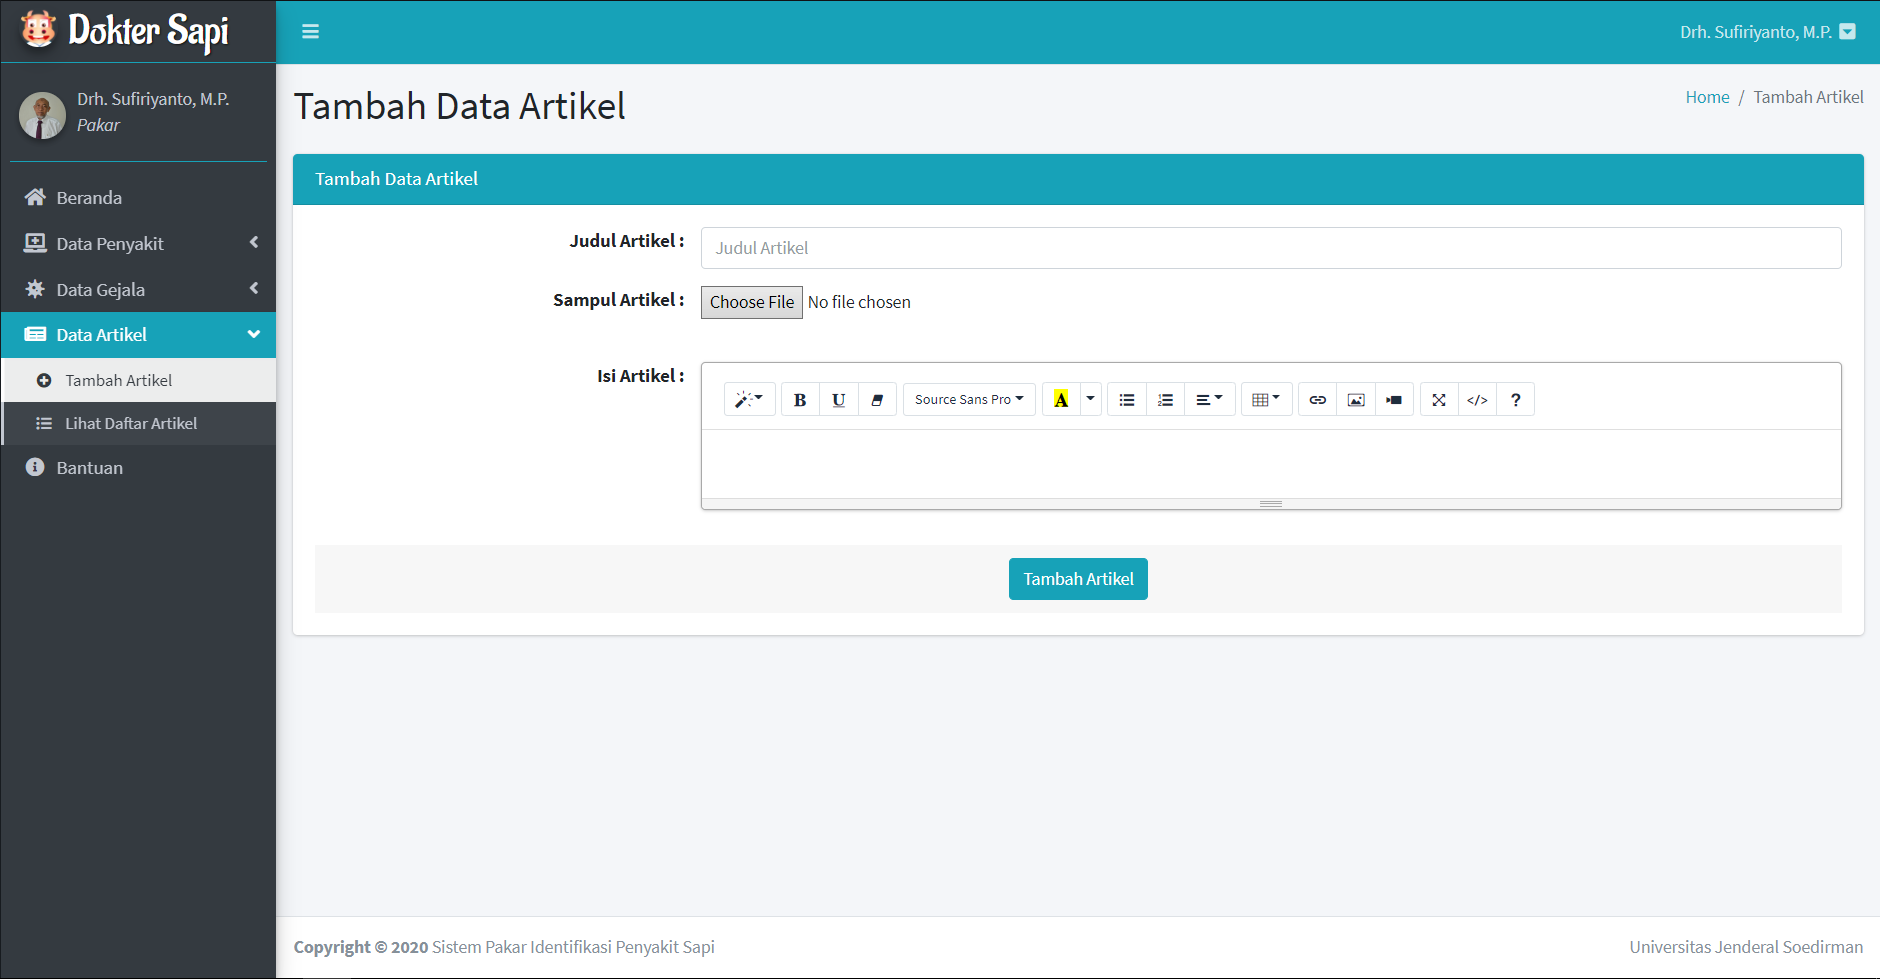 Dokter Sapi
Drh. Sufiriyanto, M.P.
Drh. Sufiriyanto, M.P.
Pakar
Beranda
Data Penyakit
Data Gejala
Data Artikel
Tambah Artikel
Lihat Daftar Artikel
Bantuan
Tambah Data Artikel
Home / Tambah Artikel
Tambah Data Artikel
Judul Artikel : Judul Artikel
Sampul Artikel : Choose File No file chosen
Isi Artikel :
B U Source Sans Pro A </> ?
Tambah Artikel
Copyright © 2020 Sistem Pakar Identifikasi Penyakit Sapi
Universitas Jenderal Soedirman